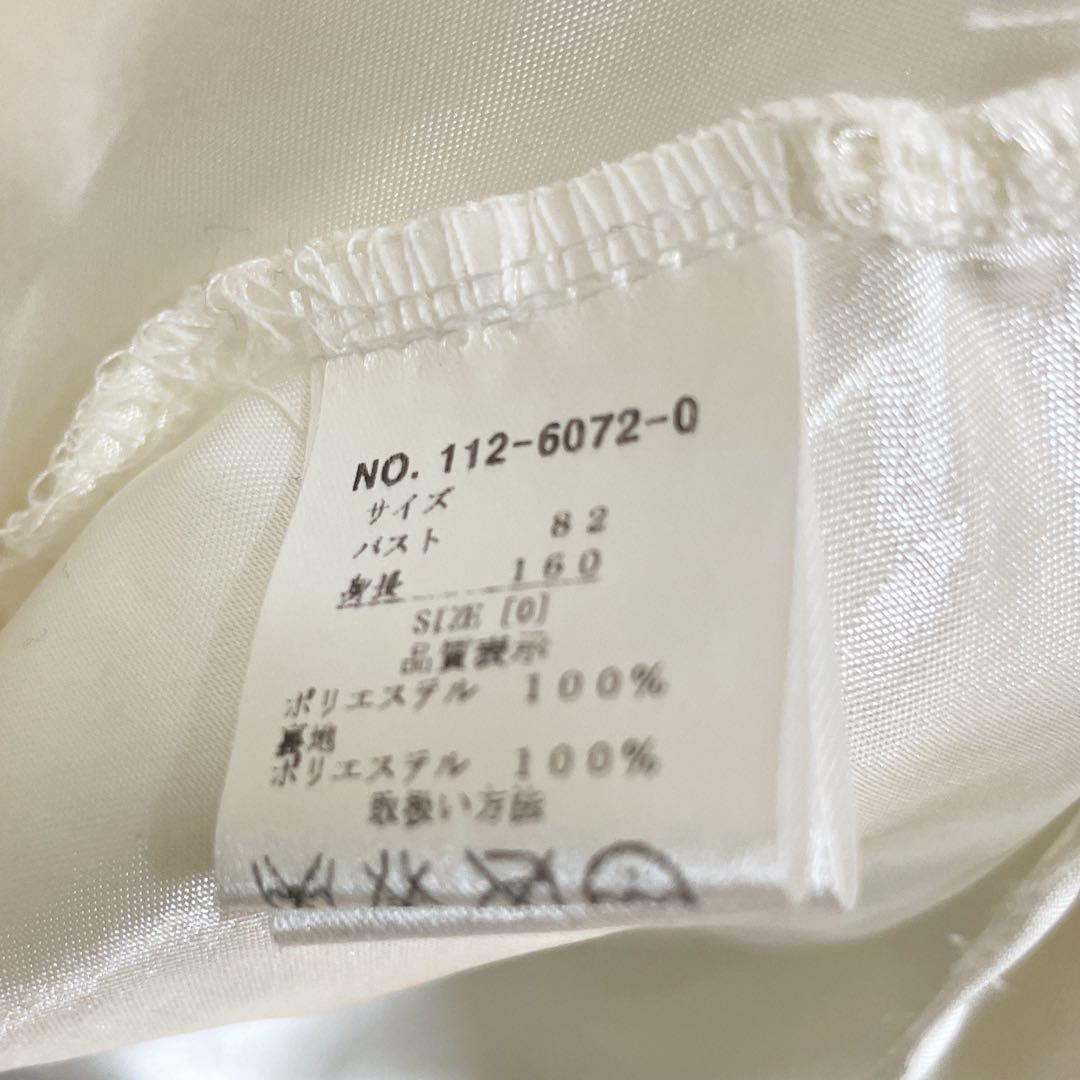 NO. 112-6072-0
サイズ
バスト 82
身長 160
SIZE [0]
品質表示
ポリエステル 100%
裏地
ポリエステル 100%
取扱い方法